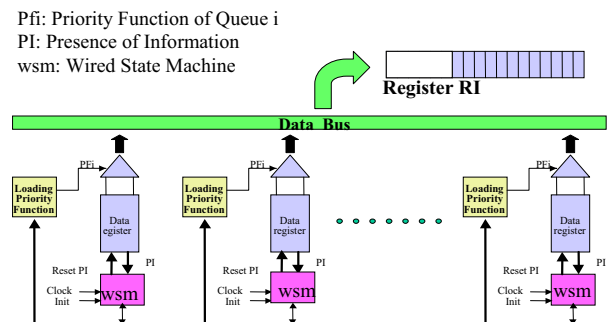 Pfi: Priority Function of Queue i
PI: Presence of Information
wsm: Wired State Machine
Register RI
Data Bus
PFi
Loading
Priority
Function
Data
egister
Reset PI
PI
Clock
Init
wsm
PFi
Loading
Priority
Function
Data
register
Reset PI
PI
Clock
Init
wsm
PFi
Loading
Priority
Function
Data
register
Reset PI
PI
Clock
Init
wsm